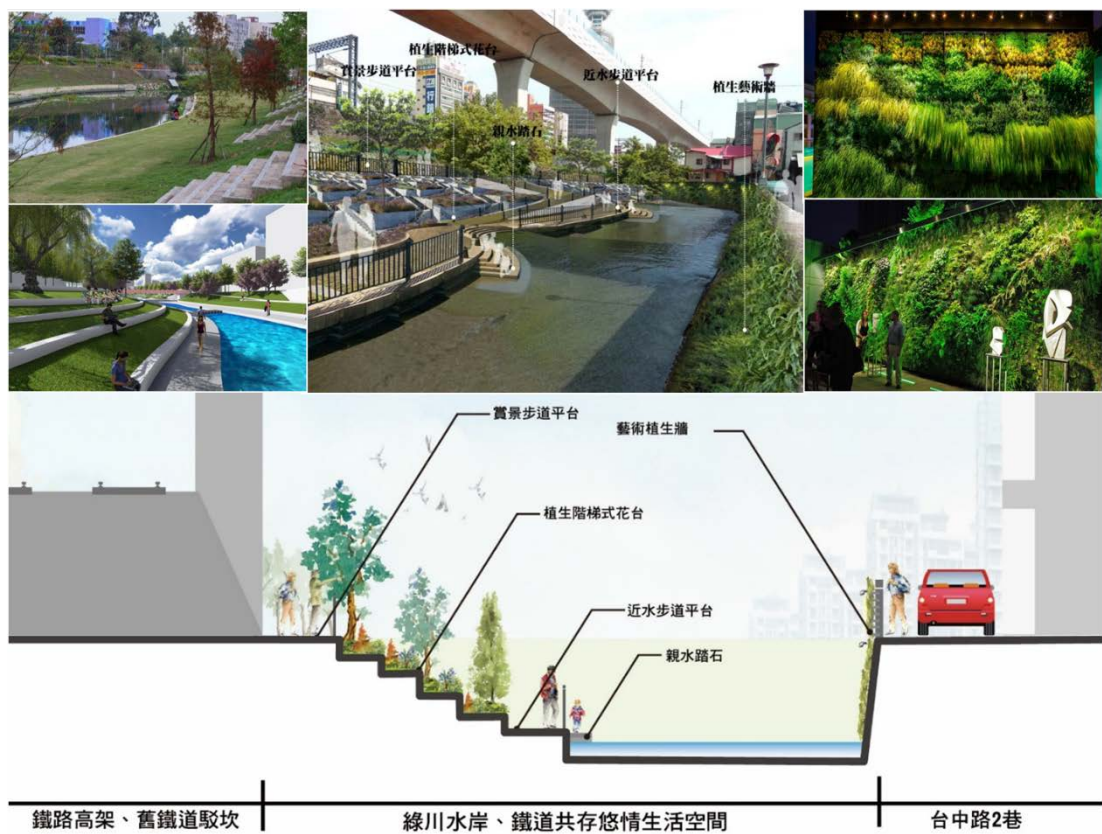 植生階梯式花台
賞景步道平台
近水步道平台
植生藝術牆
親水踏石
賞景步道平台
藝術植生牆
植生階梯式花台
近水步道平台
親水踏石
鐵路高架、舊鐵道駁坎
綠川水岸、鐵道共存悠情生活空間
台中路2巷